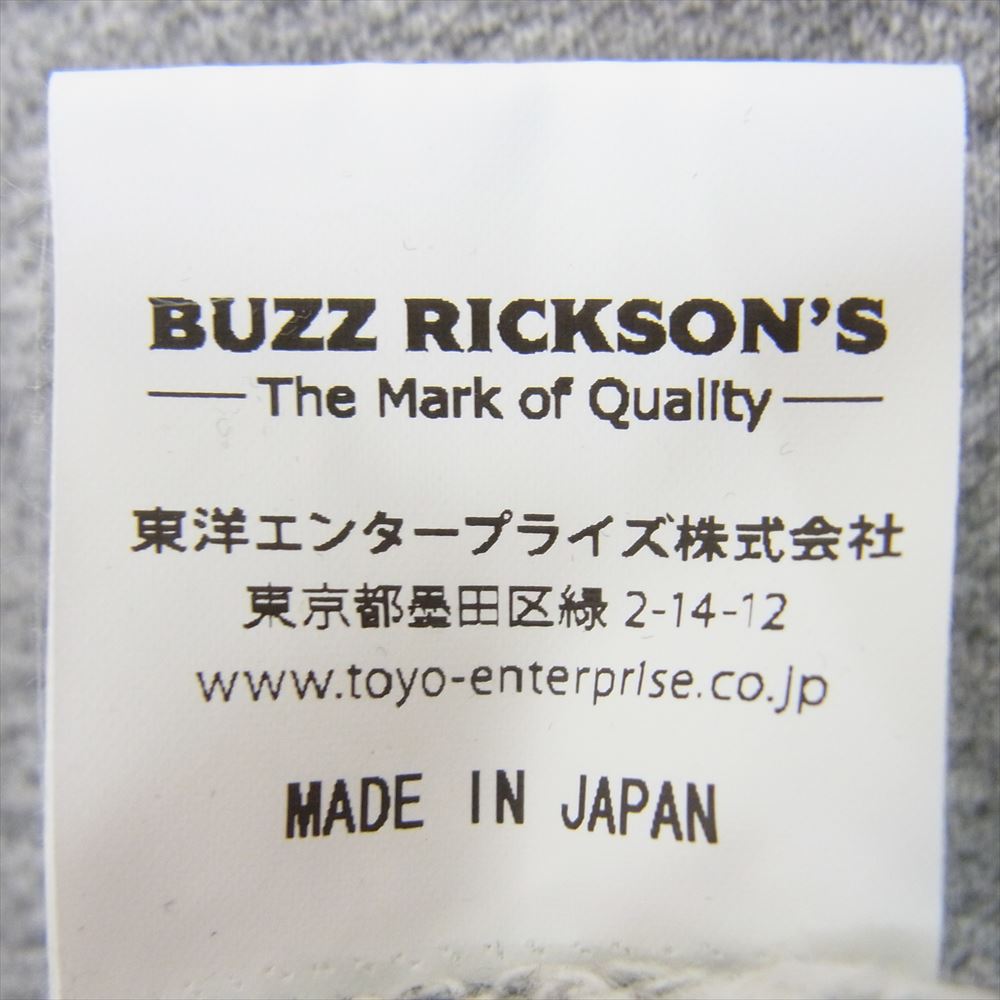 BUZZ RICKSON'S
The Mark of Quality
東洋エンタープライズ株式会社
東京都墨田区緑 2-14-12
www.toyo-enterprise.co.jp
MADE IN JAPAN